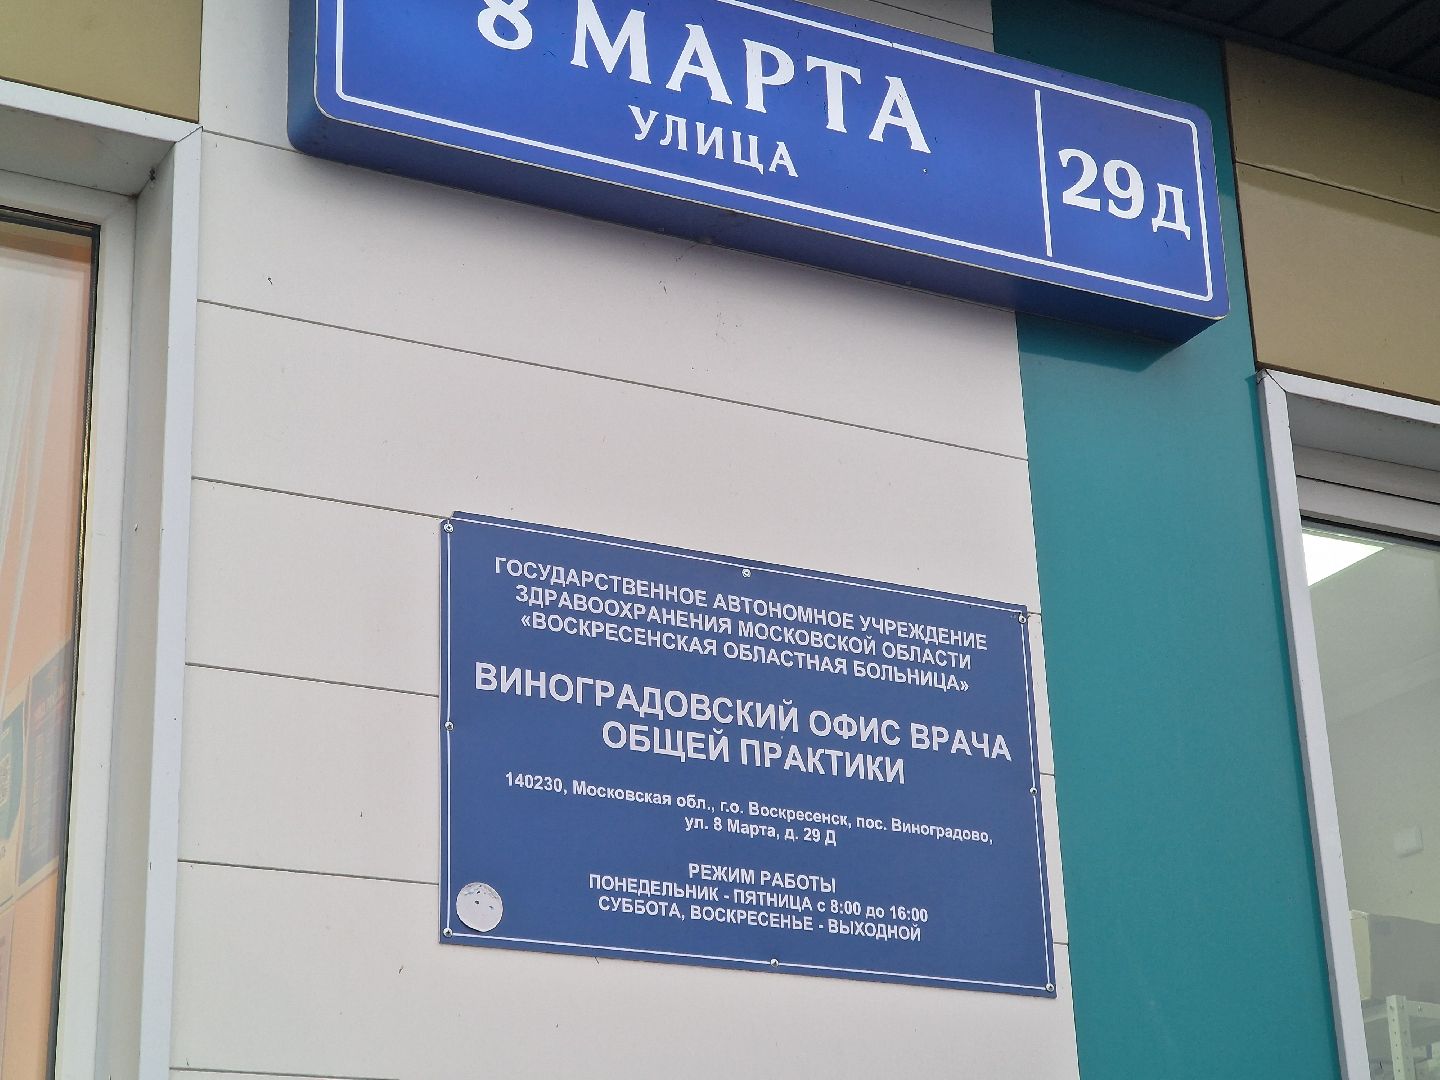 8 МАРТА
УЛИЦА
29Д
ГОСУДАРСТВЕННОЕ АВТОНОМНОЕ УЧРЕЖДЕНИЕ
ЗДРАВООХРАНЕНИЯ МОСКОВСКОЙ ОБЛАСТИ
«ВОСКРЕСЕНСКАЯ ОБЛАСТНАЯ БОЛЬНИЦА»
ВИНОГРАДОВСКИЙ ОФИС ВРАЧА
ОБЩЕЙ ПРАКТИКИ
140230, Московская обл., г.о. Воскресенск, пос. Виноградово,
ул. 8 Марта, д. 29 Д
РЕЖИМ РАБОТЫ
ПОНЕДЕЛЬНИК - ПЯТНИЦА с 8:00 до 16:00
СУББОТА, ВОСКРЕСЕНЬЕ - ВЫХОДНОЙ